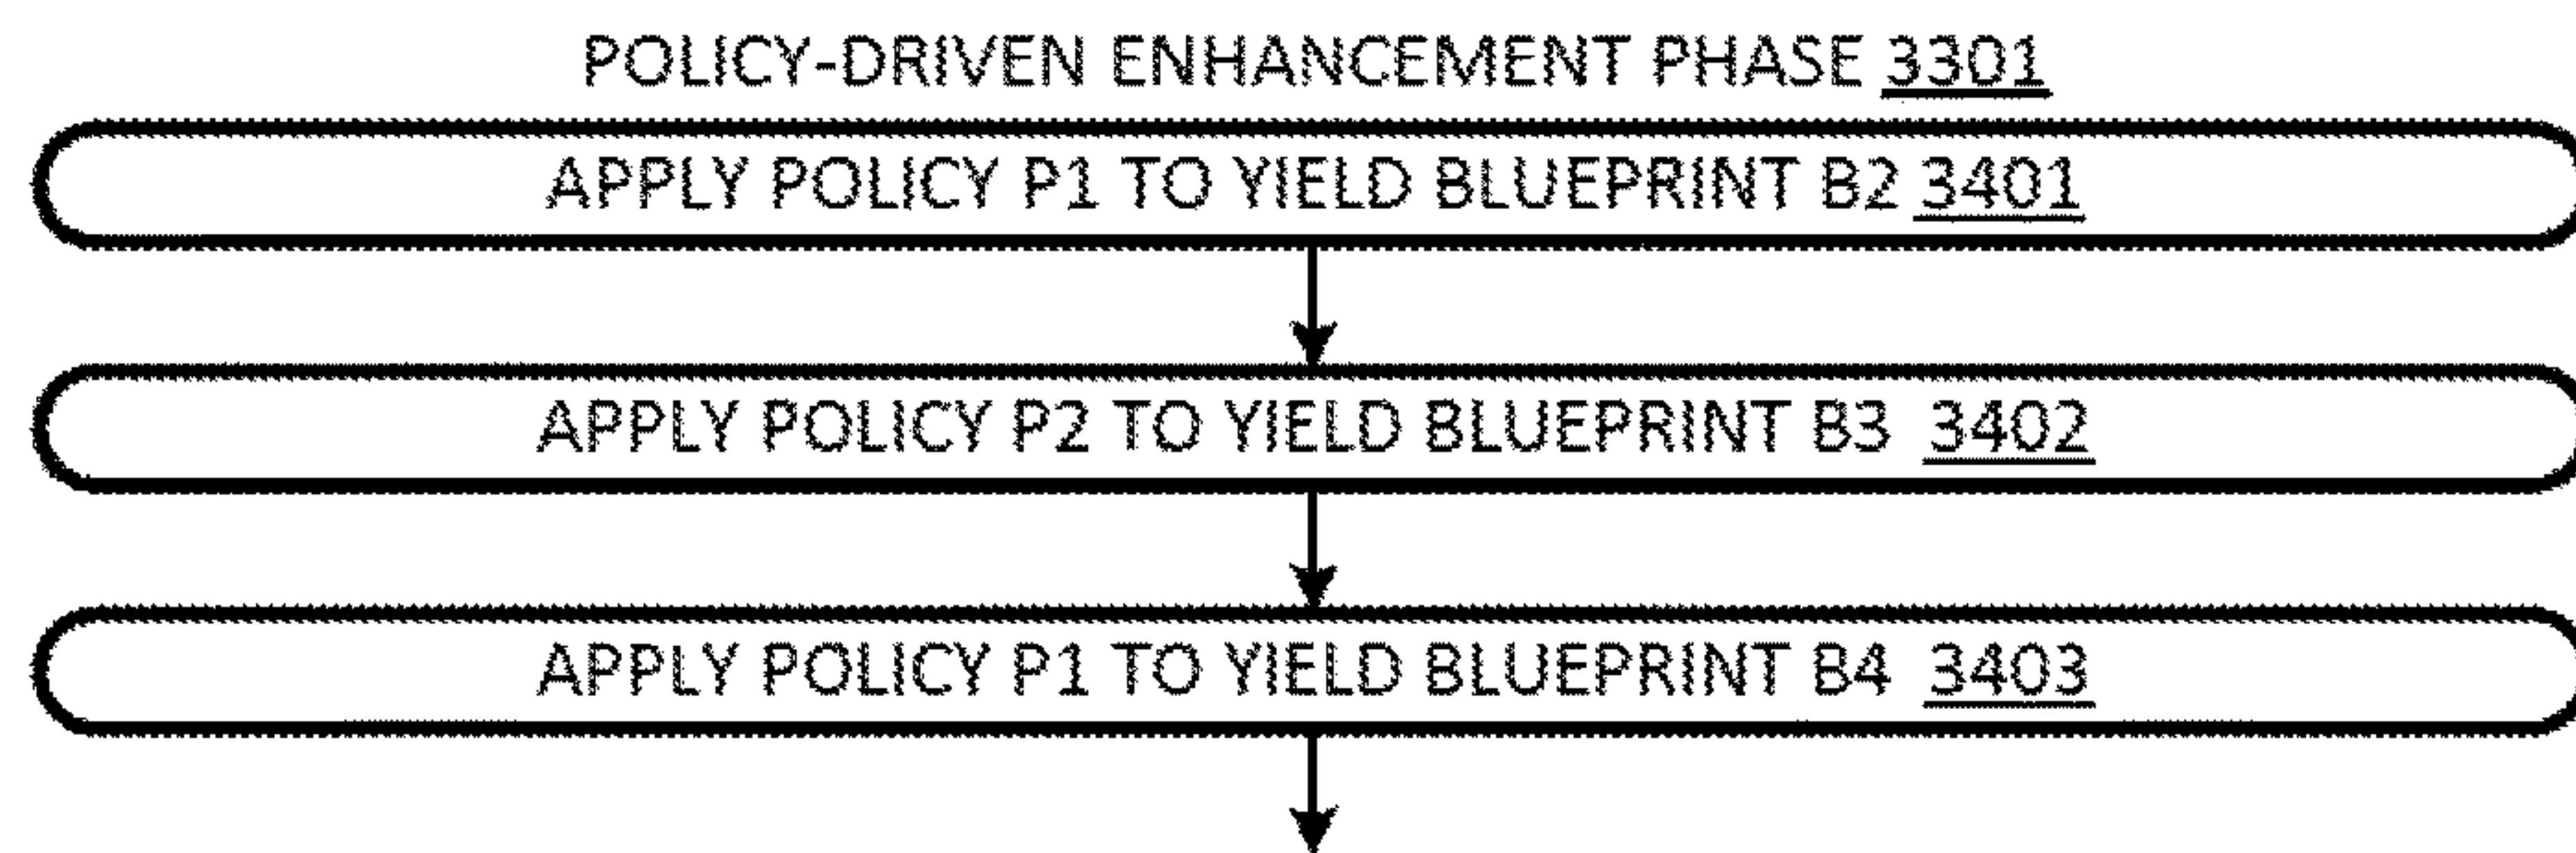 POLICY-DRIVEN ENHANCEMENT PHASE 3301
APPLY POLICY P1 TO YIELD BLUEPRINT B2 3401
APPLY POLICY P2 TO YIELD BLUEPRINT B3 3402
APPLY POLICY P1 TO YIELD BLUEPRINT B4 3403